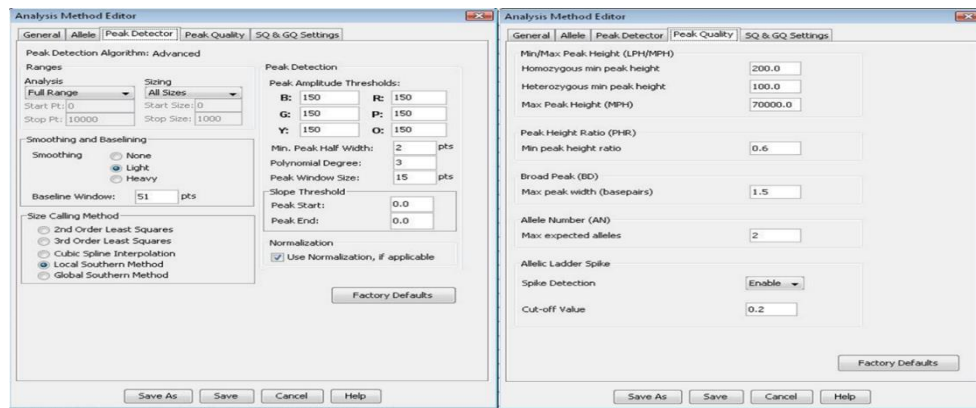 Analysis Method Editor
General Allele Peak Detector Peak Quality SQ & GQ Settings
Peak Detection Algorithm: Advanced
Ranges
Analysis Sizing
Full Range All Sizes
Start Pt: 0 Start Size: 0
Stop Pt: 10000 Stop Size: 1000
Smoothing and Baselining
Smoothing None
Light
Heavy
Baseline Window: 51 pts
Size Calling Method
2nd Order Least Squares
3rd Order Least Squares
Cubic Spline Interpolation
Local Southern Method
Global Southern Method
Peak Detection
Peak Amplitude Thresholds:
B: 150 R: 150
G: 150 P: 150
Y: 150 O: 150
Min. Peak Half Width: 2 pts
Polynomial Degree: 3
Peak Window Size: 15 pts
Slope Threshold
Peak Start: 0.0
Peak End: 0.0
Normalization
Use Normalization, if applicable
Factory Defaults
Save As Save Cancel Help
Analysis Method Editor
General Allele Peak Detector Peak Quality SQ & GQ Settings
Min/Max Peak Height (LPH/MPH)
Homozygous min peak height 200.0
Heterozygous min peak height 100.0
Max Peak Height (MPH) 70000.0
Peak Height Ratio (PHR)
Min peak height ratio 0.6
Broad Peak (BD)
Max peak width (basepairs) 1.5
Allele Number (AN)
Max expected alleles 2
Allelic Ladder Spike
Spike Detection Enable
Cut-off Value 0.2
Factory Defaults
Save As Save Cancel Help